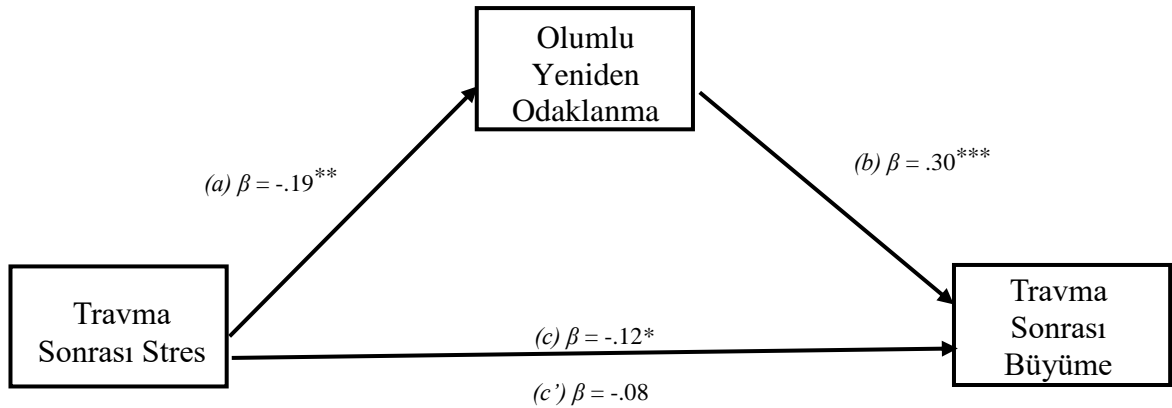 Olumlu
Yeniden
Odaklanma
(a) β = -.19**
(b) β = .30***
Travma
Sonrası Stres
(c) β = -.12*
(c’) β = -.08
Travma
Sonrası
Büyüme